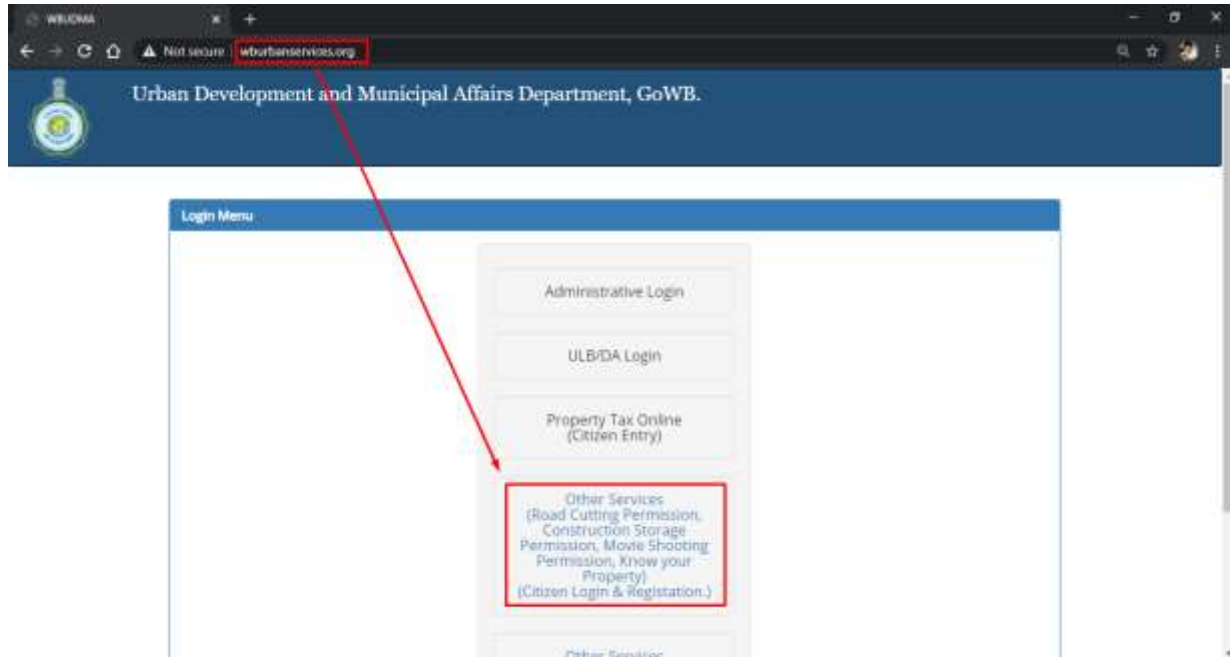 WBUDMA
Not secure wburbanservices.org
Urban Development and Municipal Affairs Department, GoWB.
Login Menu
Administrative Login
ULB/DA Login
Property Tax Online
(Citizen Entry)
Other Services
(Road Cutting Permission,
Construction Storage
Permission, Movie Shooting
Permission, Know your
Property)
(Citizen Login & Registation.)
Other Services